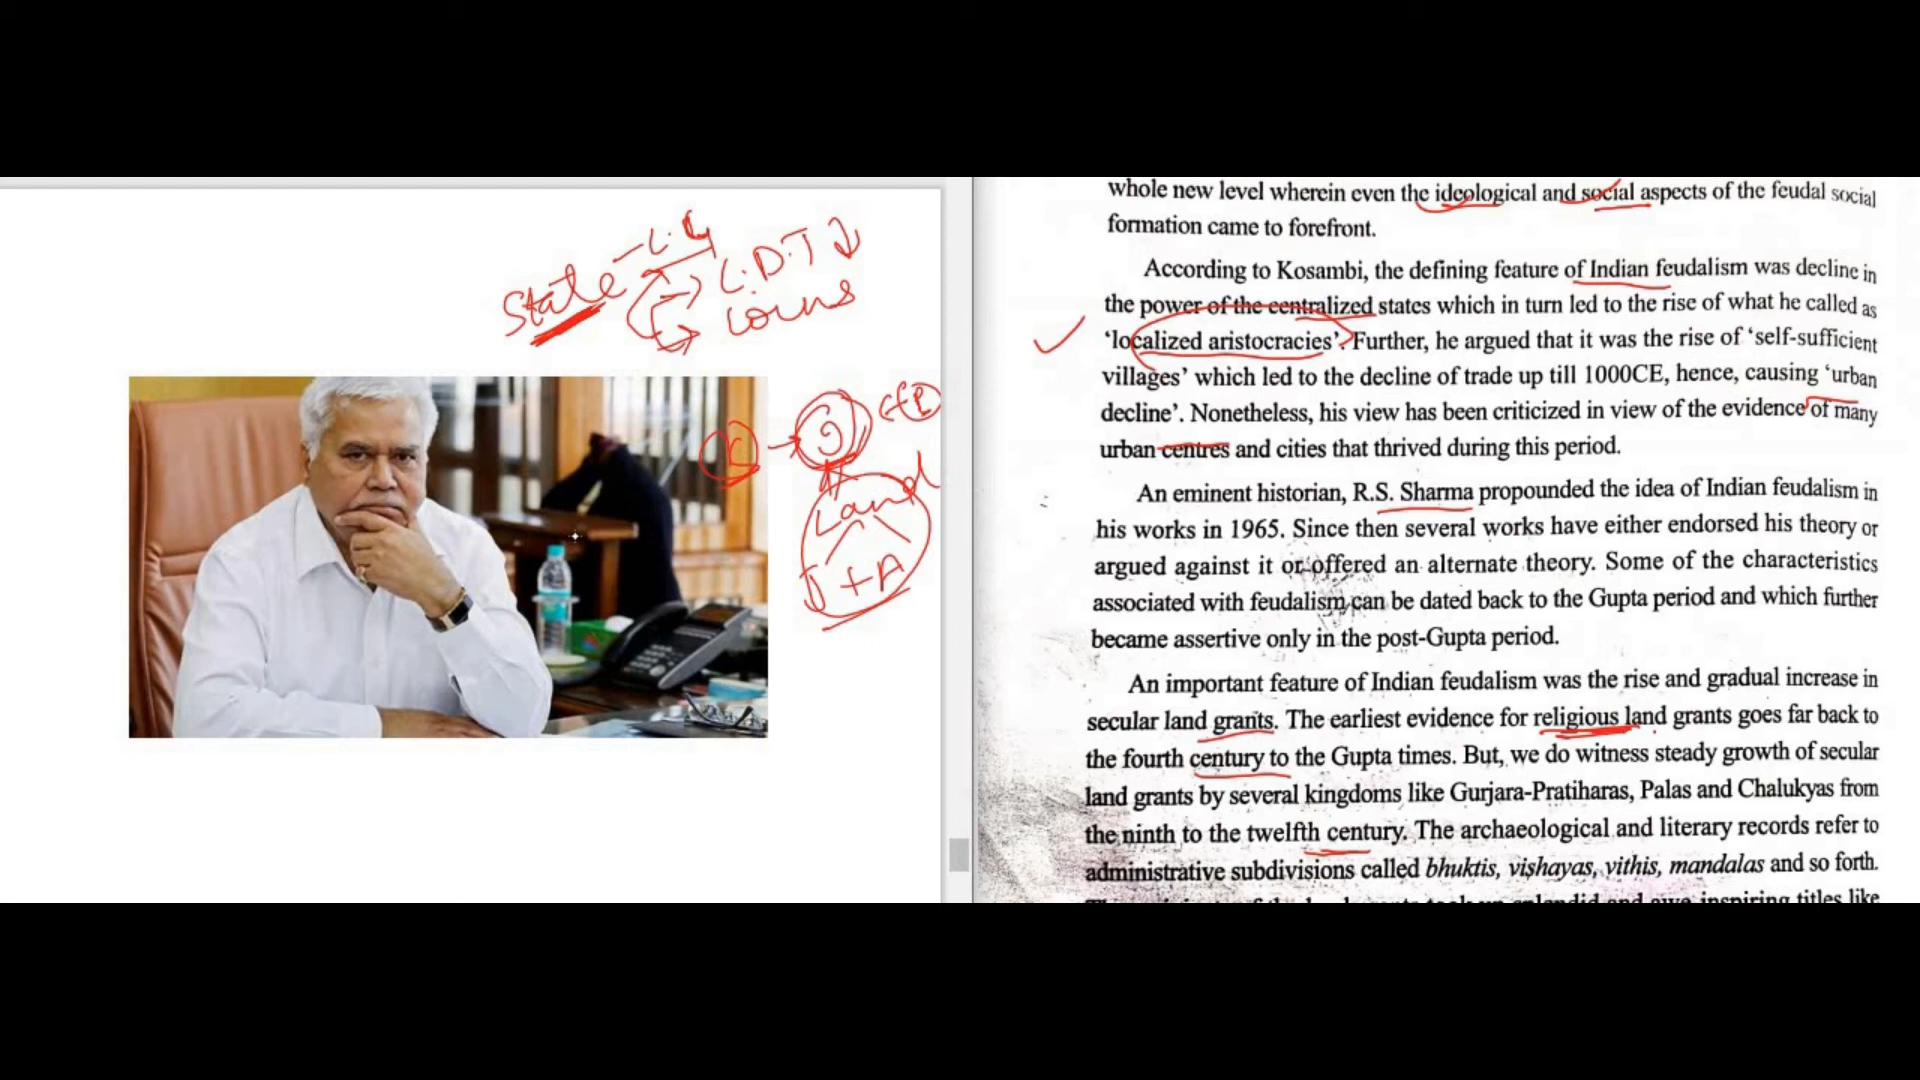 State - L.G
→ L.D.T ↓
→ coins
Land
J + A
whole new level wherein even the ideological and social aspects of the feudal social
formation came to forefront.
According to Kosambi, the defining feature of Indian feudalism was decline in
the power of the centralized states which in turn led to the rise of what he called as
‘localized aristocracies’. Further, he argued that it was the rise of ‘self-sufficient
villages’ which led to the decline of trade up till 1000CE, hence, causing ‘urban
decline’. Nonetheless, his view has been criticized in view of the evidence of many
urban centres and cities that thrived during this period.
An eminent historian, R.S. Sharma propounded the idea of Indian feudalism in
his works in 1965. Since then several works have either endorsed his theory or
argued against it or offered an alternate theory. Some of the characteristics
associated with feudalism can be dated back to the Gupta period and which further
became assertive only in the post-Gupta period.
An important feature of Indian feudalism was the rise and gradual increase in
secular land grants. The earliest evidence for religious land grants goes far back to
the fourth century to the Gupta times. But, we do witness steady growth of secular
land grants by several kingdoms like Gurjara-Pratiharas, Palas and Chalukyas from
the ninth to the twelfth century. The archaeological and literary records refer to
administrative subdivisions called bhuktis, vishayas, vithis, mandalas and so forth.
splendid and awe inspiring titles like